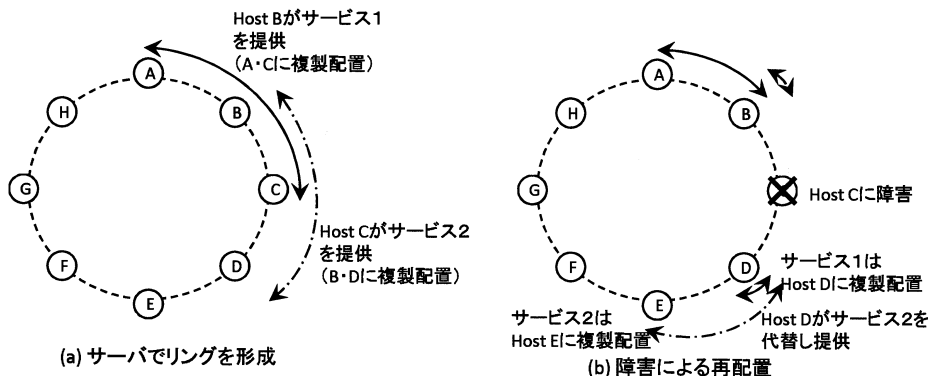 Host Bがサービス1
を提供
(A・Cに複製配置)
A
B
C
D
E
F
G
H
Host Cがサービス2
を提供
(B・Dに複製配置)
(a) サーバでリングを形成
A
B
D
E
F
G
H
Host Cに障害
サービス1は
Host Dに複製配置
サービス2は
Host Eに複製配置
Host Dがサービス2を
代替し提供
(b) 障害による再配置